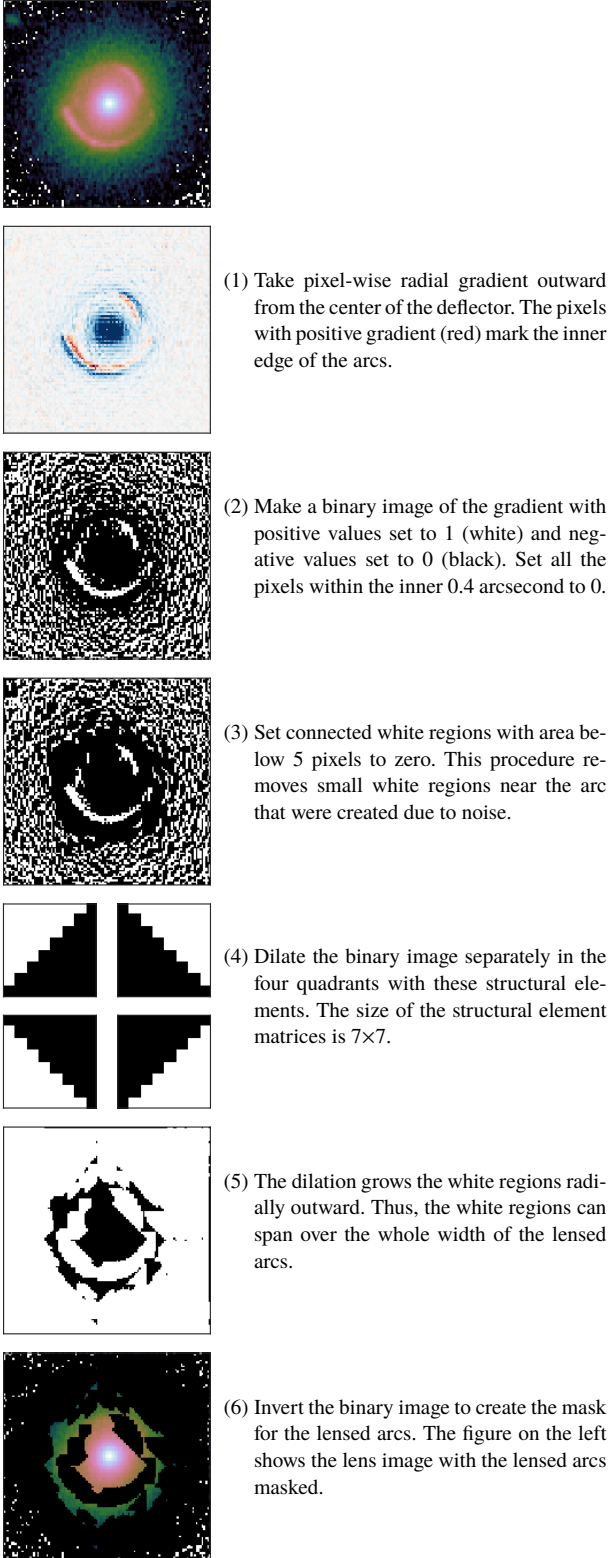 (1) Take pixel-wise radial gradient outward
from the center of the deflector. The pixels
with positive gradient (red) mark the inner
edge of the arcs.
(2) Make a binary image of the gradient with
positive values set to 1 (white) and neg-
ative values set to 0 (black). Set all the
pixels within the inner 0.4 arcsecond to 0.
(3) Set connected white regions with area be-
low 5 pixels to zero. This procedure re-
moves small white regions near the arc
that were created due to noise.
(4) Dilate the binary image separately in the
four quadrants with these structural ele-
ments. The size of the structural element
matrices is 7×7.
(5) The dilation grows the white regions radi-
ally outward. Thus, the white regions can
span over the whole width of the lensed
arcs.
(6) Invert the binary image to create the mask
for the lensed arcs. The figure on the left
shows the lens image with the lensed arcs
masked.